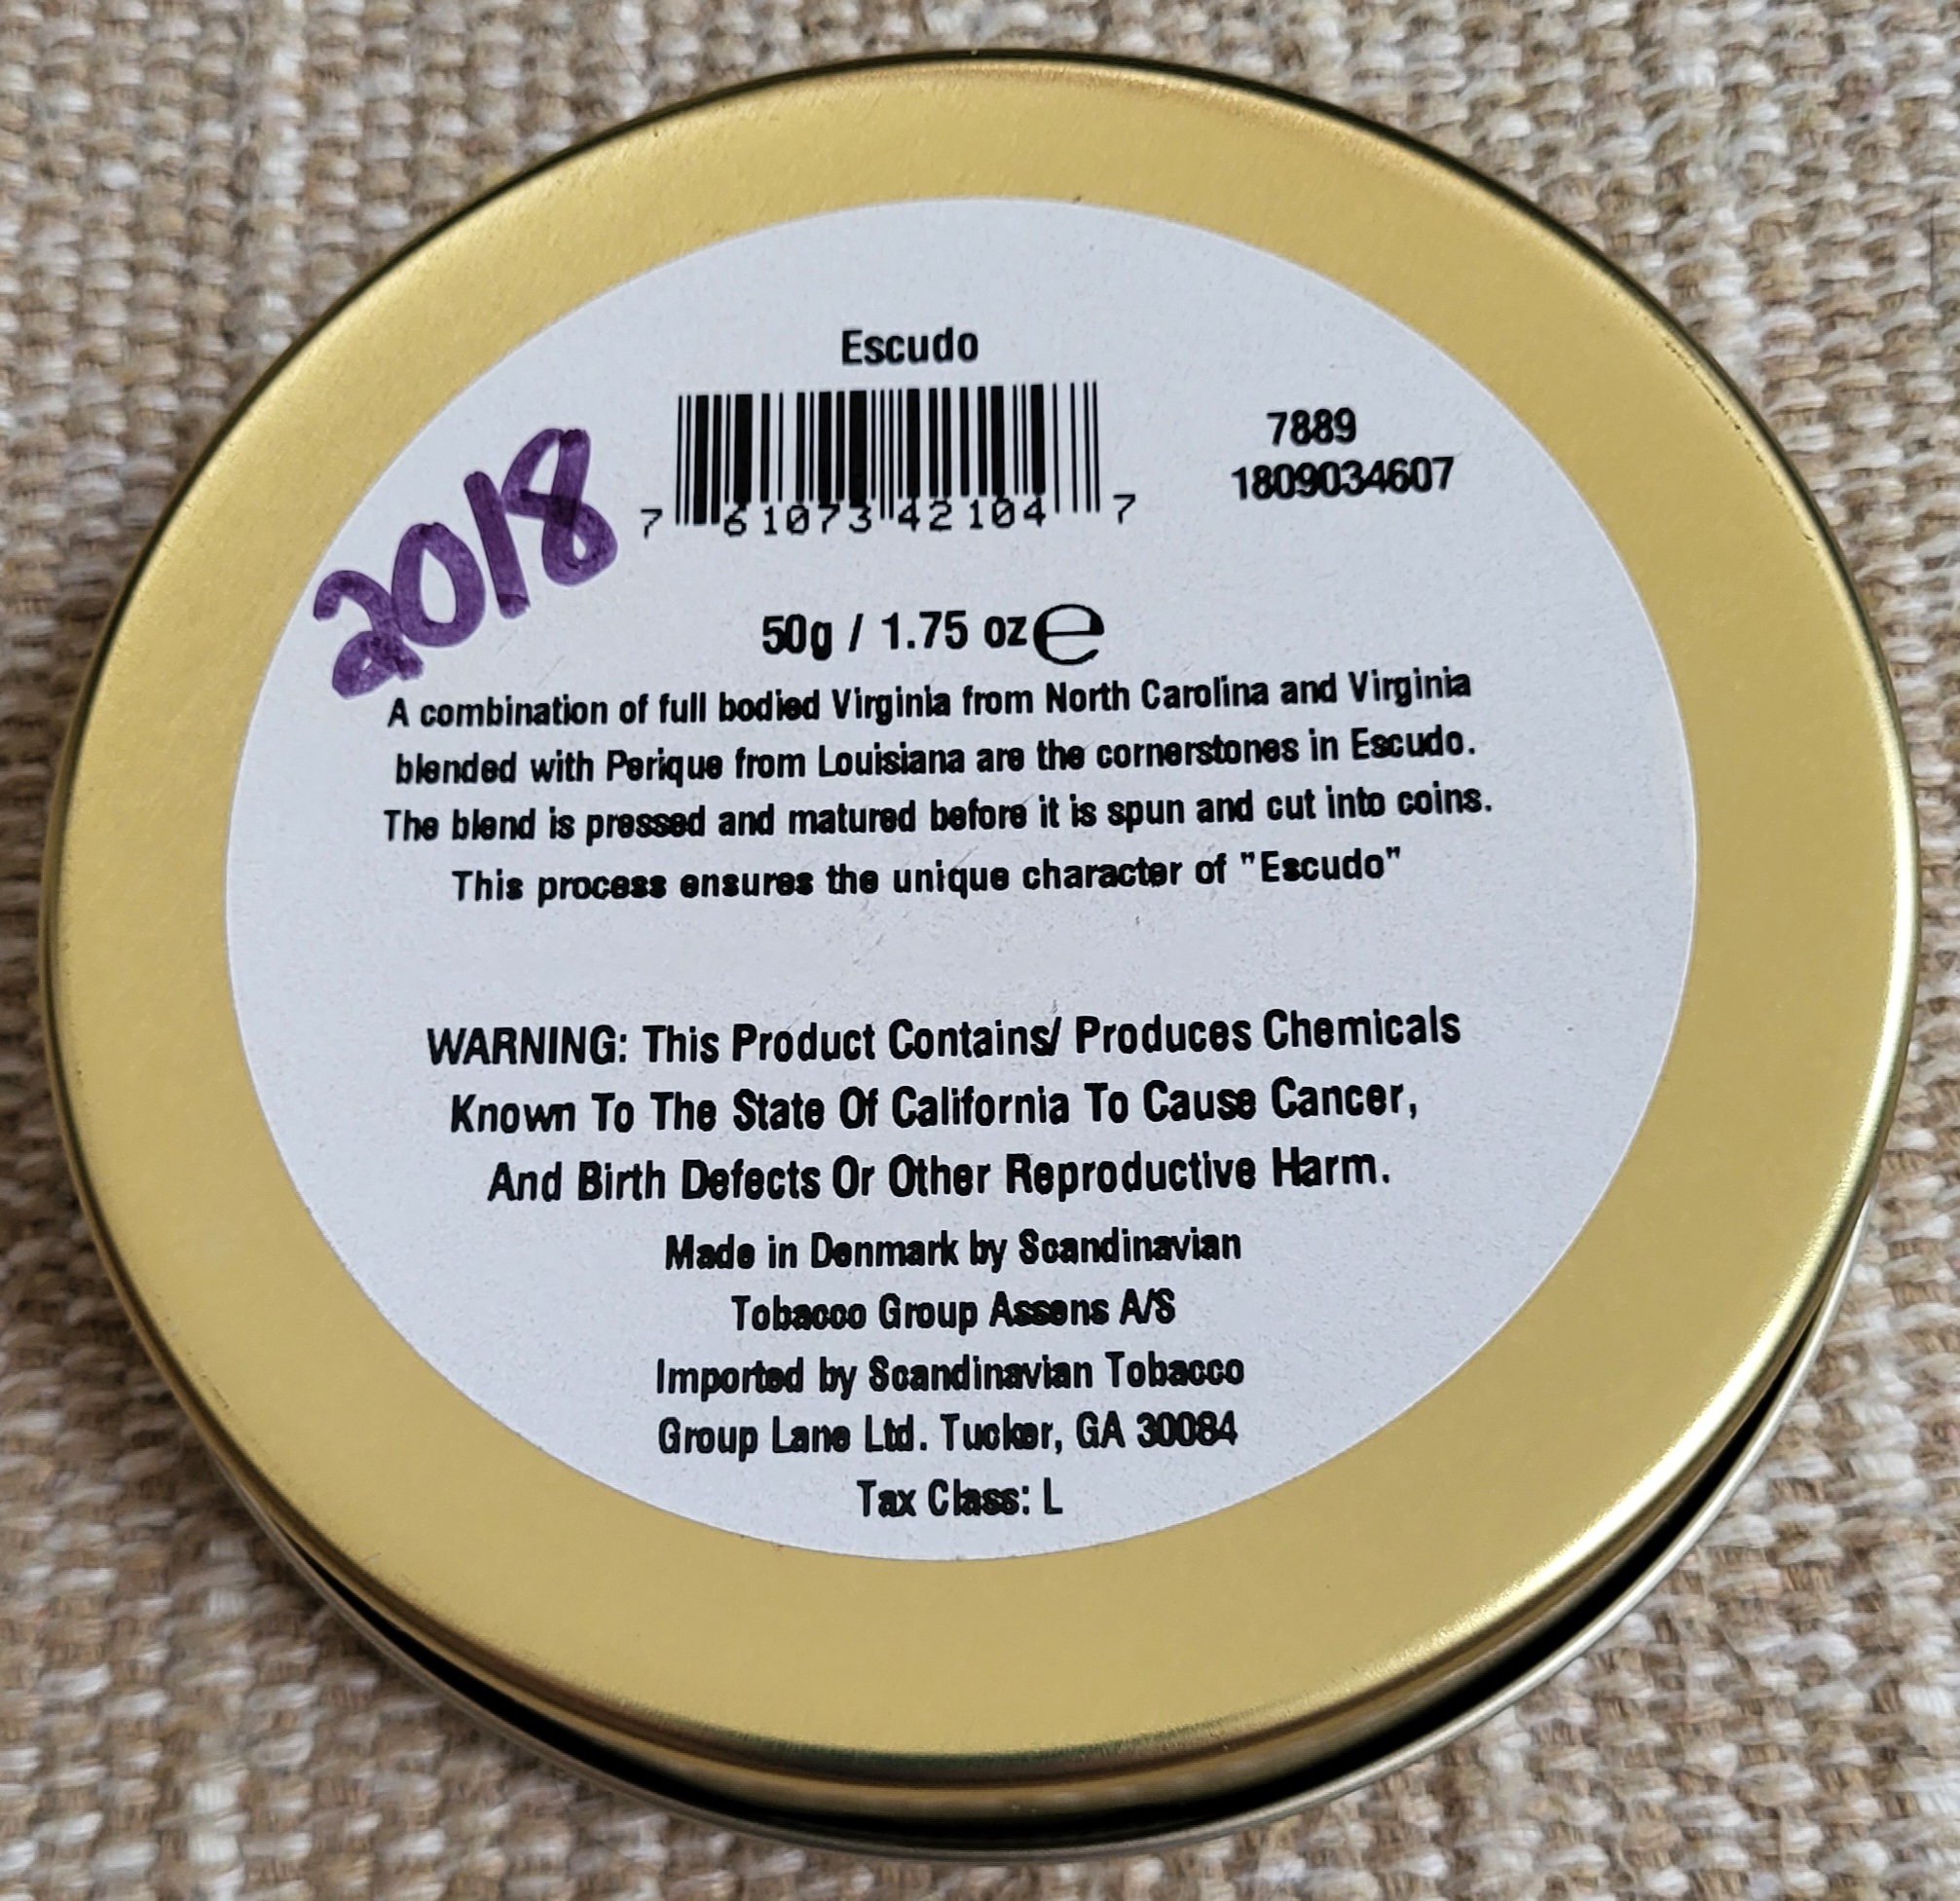 Escudo
7 61073 42104 7
7889
1809034607
2018
50g / 1.75 oz ℮
A combination of full bodied Virginia from North Carolina and Virginia
blended with Perique from Louisiana are the cornerstones in Escudo.
The blend is pressed and matured before it is spun and cut into coins.
This process ensures the unique character of "Escudo"
WARNING: This Product Contains/ Produces Chemicals
Known To The State Of California To Cause Cancer,
And Birth Defects Or Other Reproductive Harm.
Made in Denmark by Scandinavian
Tobacco Group Assens A/S
Imported by Scandinavian Tobacco
Group Lane Ltd. Tucker, GA 30084
Tax Class: L